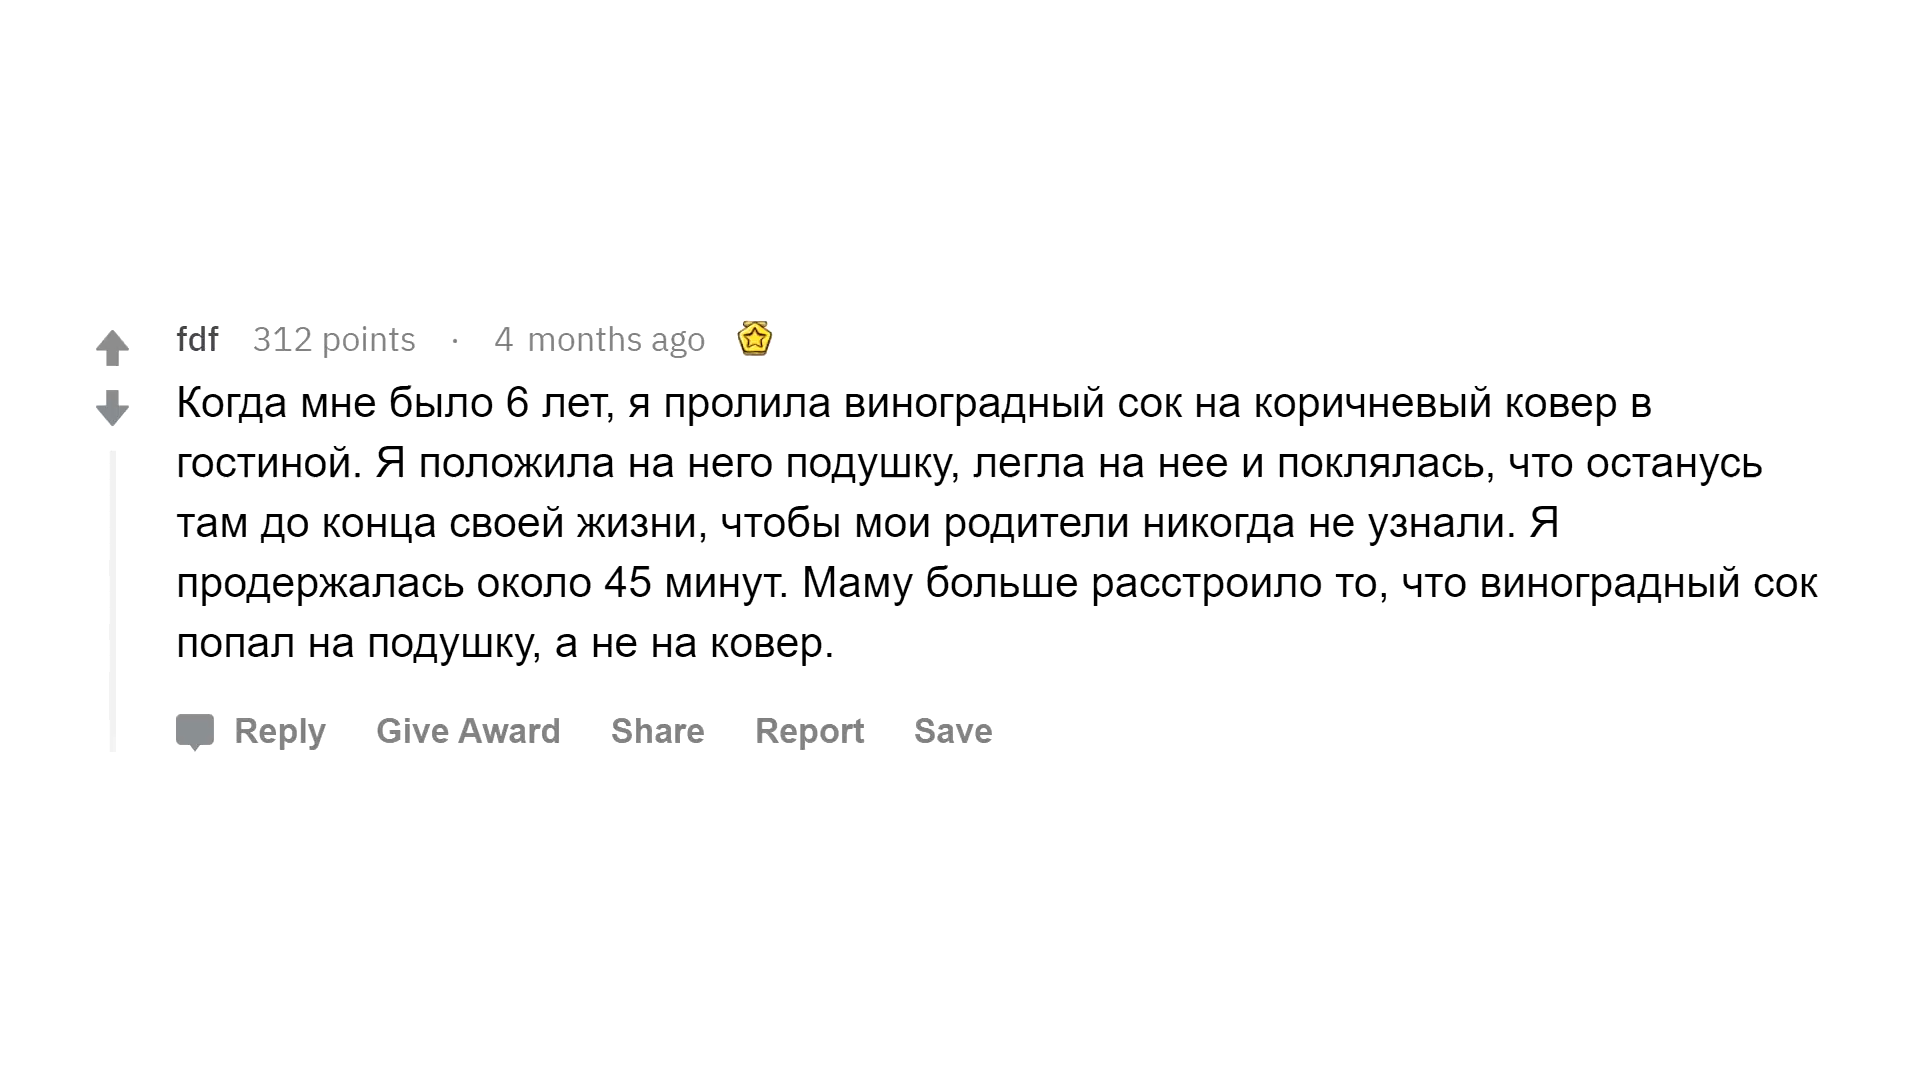 fdf 312 points · 4 months ago
Когда мне было 6 лет, я пролила виноградный сок на коричневый ковер в
гостиной. Я положила на него подушку, легла на нее и поклялась, что останусь
там до конца своей жизни, чтобы мои родители никогда не узнали. Я
продержалась около 45 минут. Маму больше расстроило то, что виноградный сок
попал на подушку, а не на ковер.
Reply Give Award Share Report Save